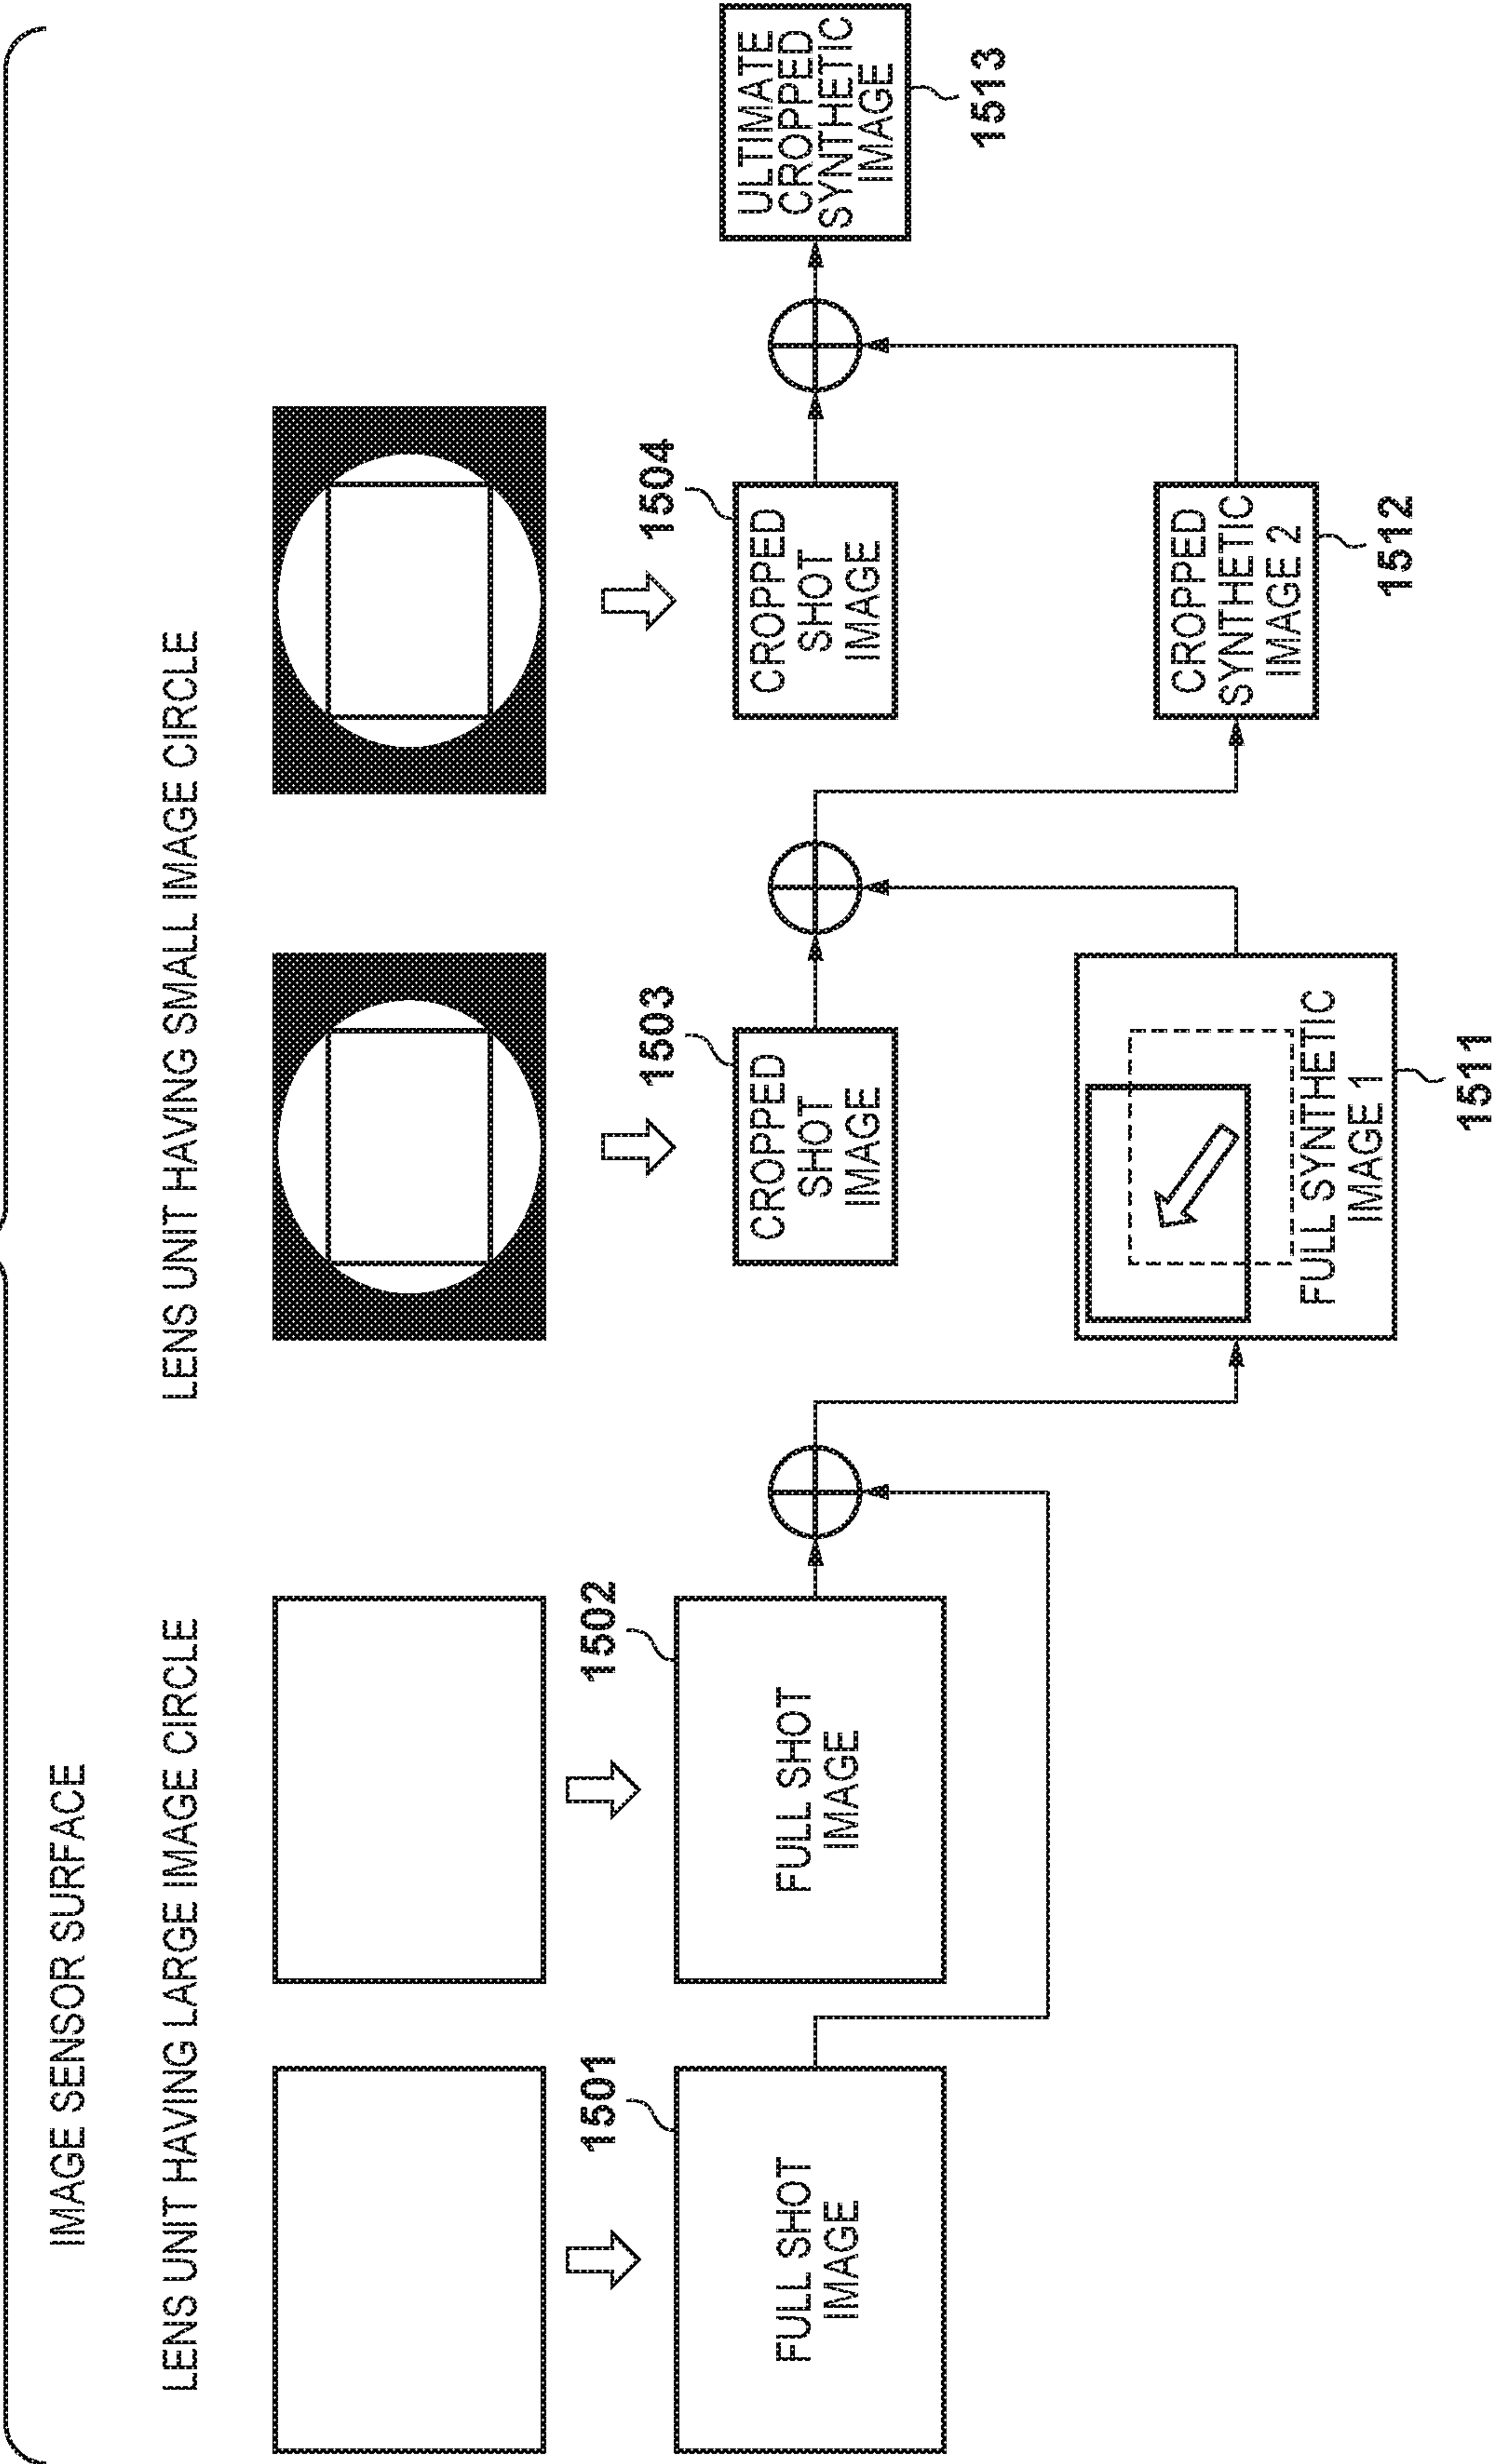 IMAGE SENSOR SURFACE
LENS UNIT HAVING LARGE IMAGE CIRCLE
LENS UNIT HAVING SMALL IMAGE CIRCLE
1501
FULL SHOT
IMAGE
1502
FULL SHOT
IMAGE
1503
CROPPED
SHOT
IMAGE
1504
CROPPED
SHOT
IMAGE
ULTIMATE
CROPPED
SYNTHETIC
IMAGE
1513
FULL SYNTHETIC
IMAGE 1
1511
CROPPED
SYNTHETIC
IMAGE 2
1512